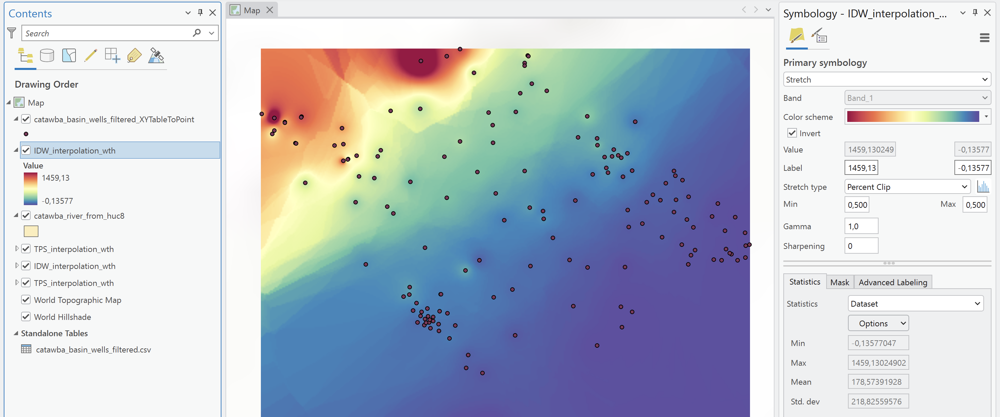 Contents
Search
Drawing Order
Map
catawba_basin_wells_filtered_XYTableToPoint
IDW_interpolation_wth
Value
1459,13
-0,13577
catawba_river_from_huc8
TPS_interpolation_wth
IDW_interpolation_wth
TPS_interpolation_wth
World Topographic Map
World Hillshade
Standalone Tables
catawba_basin_wells_filtered.csv
Map
Symbology - IDW_interpolation_...
Primary symbology
Stretch
Band Band_1
Color scheme
Invert
Value 1459,130249 -0,13577
Label 1459,13 -0,13577
Stretch type Percent Clip
Min 0,500 Max 0,500
Gamma 1,0
Sharpening 0
Statistics Mask Advanced Labeling
Statistics Dataset
Options
Min -0,13577047
Max 1459,13024902
Mean 178,57391928
Std. dev 218,82559576